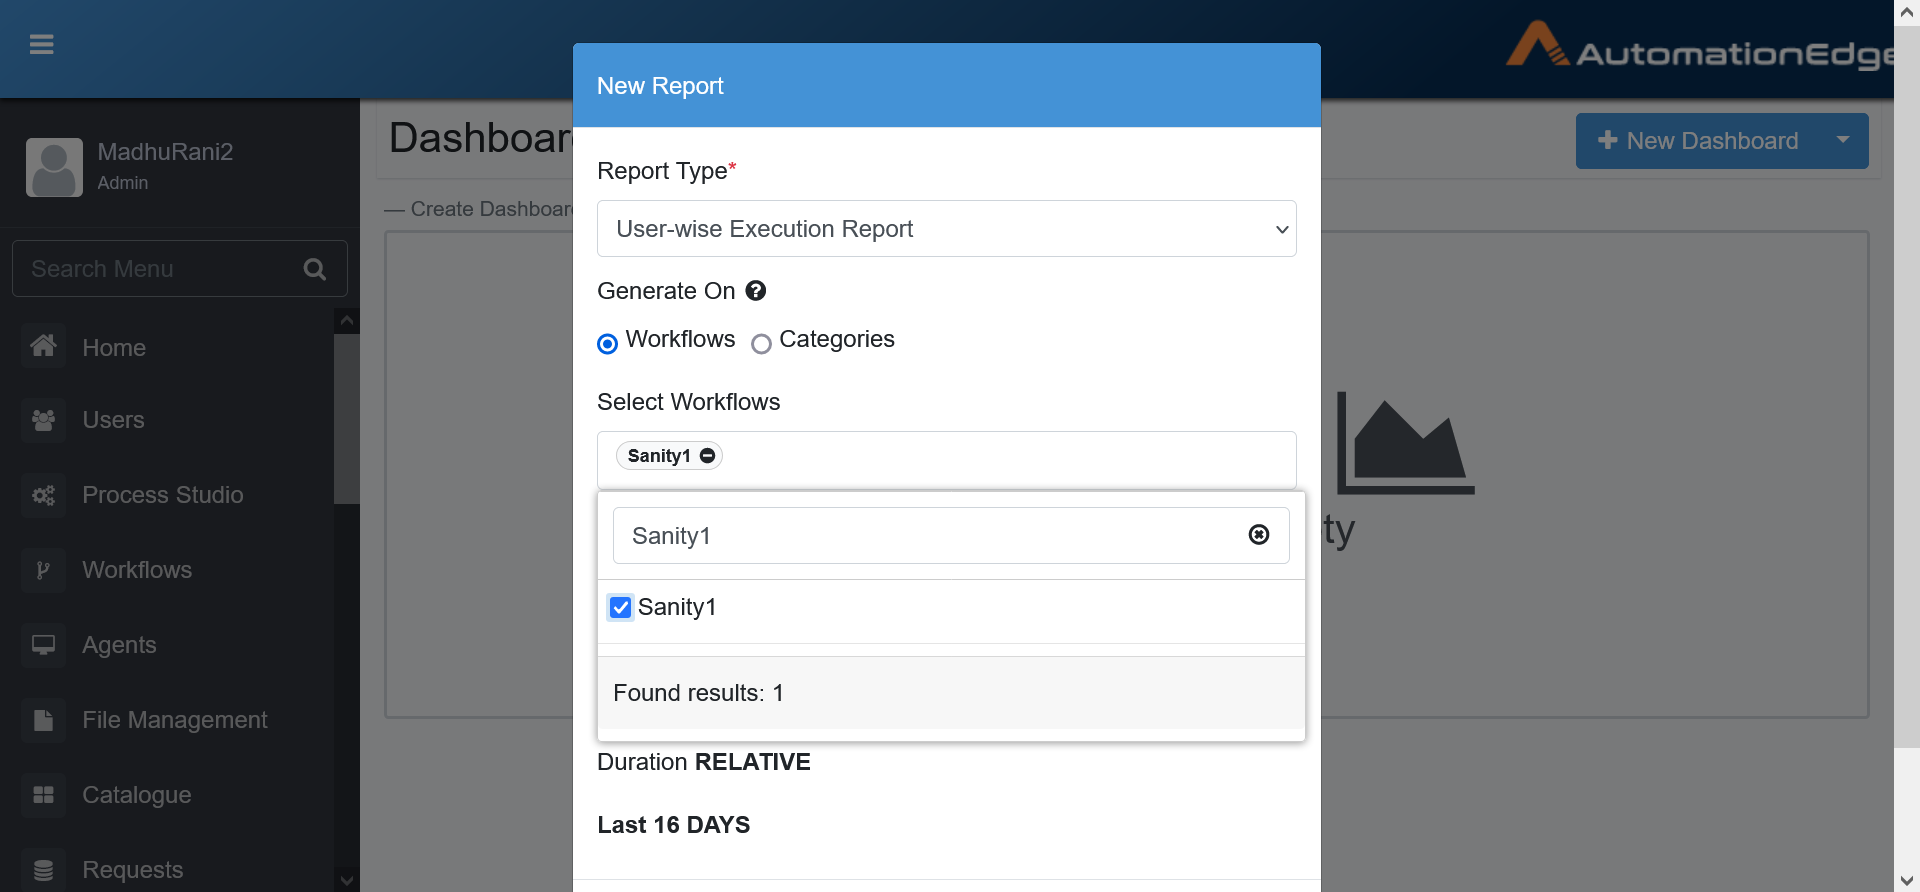 AutomationEdge
New Report
MadhuRani2
Admin
Dashboar
New Dashboard
— Create Dashboard
Report Type*
User-wise Execution Report
Search Menu
Generate On
Workflows
Categories
Select Workflows
Sanity1
Sanity1
Sanity1
Found results: 1
Duration RELATIVE
Last 16 DAYS
ty
Home
Users
Process Studio
Workflows
Agents
File Management
Catalogue
Requests